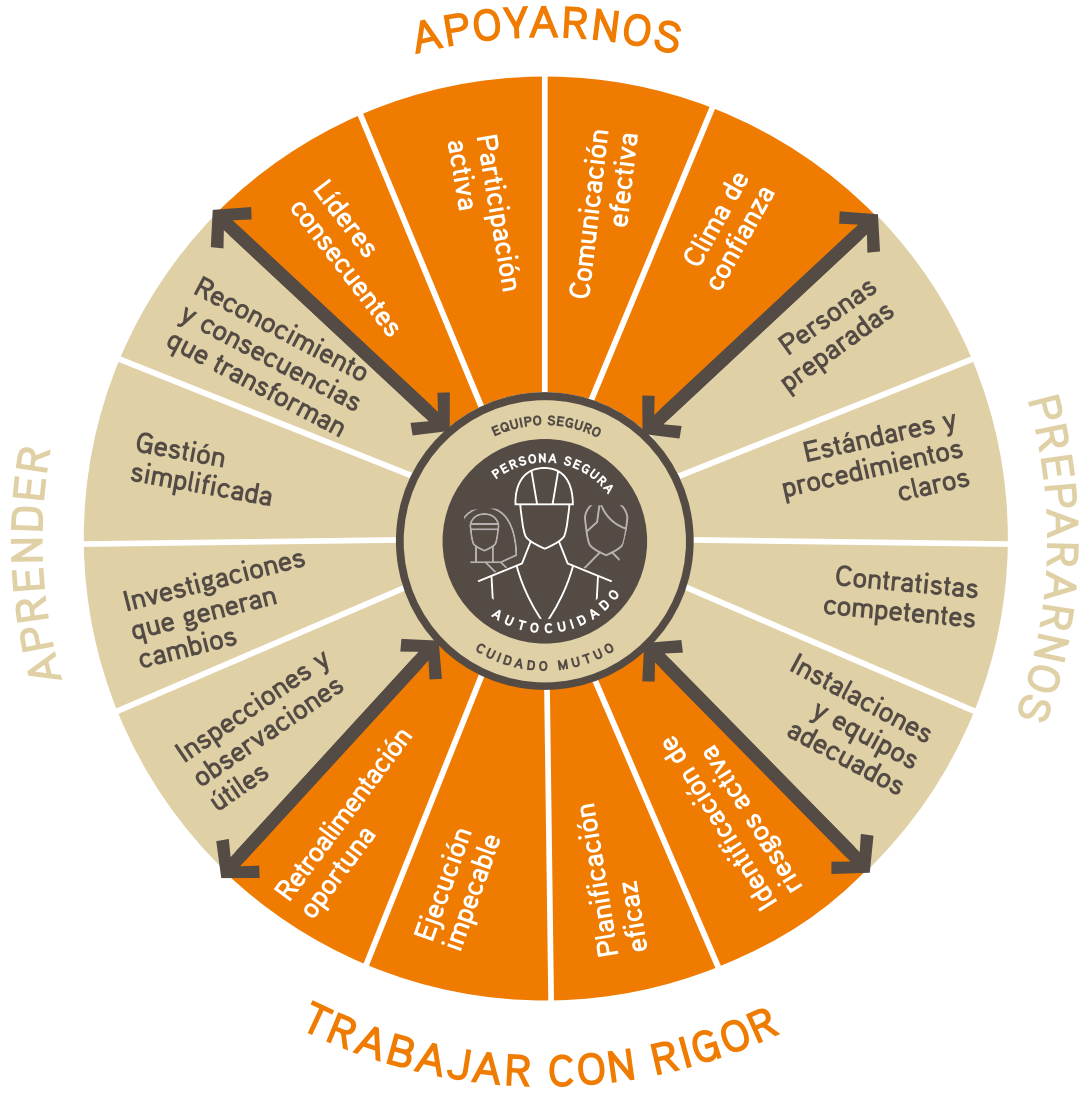 APOYARNOS
Líderes
consecuentes
Participación
activa
Comunicación
efectiva
Clima de
confianza
PREPARARNOS
Personas
preparadas
Estándares y
procedimientos
claros
Contratistas
competentes
Instalaciones
y equipos
adecuados
TRABAJAR CON RIGOR
Identificación de
riesgos activa
Planificación
eficaz
Ejecución
impecable
Retroalimentación
oportuna
APRENDER
Inspecciones y
observaciones
útiles
Investigaciones
que generan
cambios
Gestión
simplificada
Reconocimiento
y consecuencias
que transforman
EQUIPO SEGURO
PERSONA SEGURA
AUTOCUIDADO
CUIDADO MUTUO